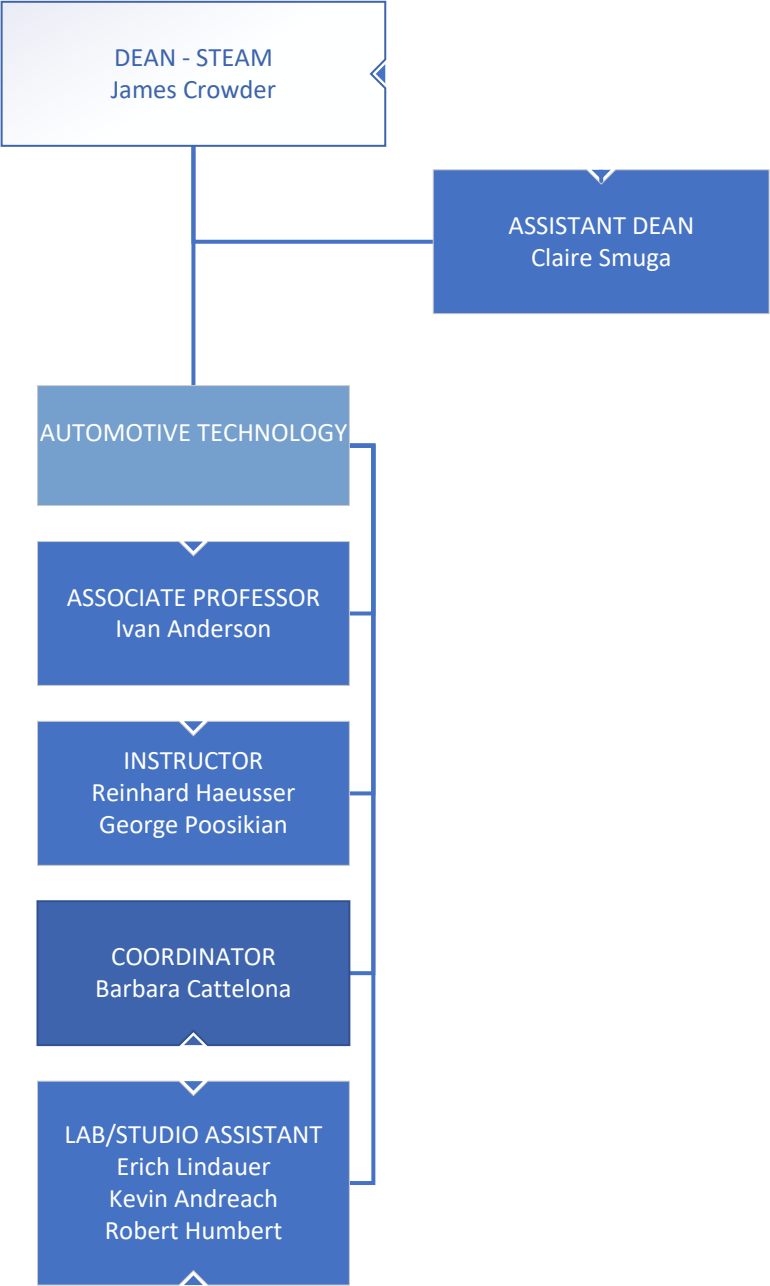 DEAN - STEAM
James Crowder
ASSISTANT DEAN
Claire Smuga
AUTOMOTIVE TECHNOLOGY
ASSOCIATE PROFESSOR
Ivan Anderson
INSTRUCTOR
Reinhard Haeusser
George Poosikian
COORDINATOR
Barbara Cattelona
LAB/STUDIO ASSISTANT
Erich Lindauer
Kevin Andreach
Robert Humbert